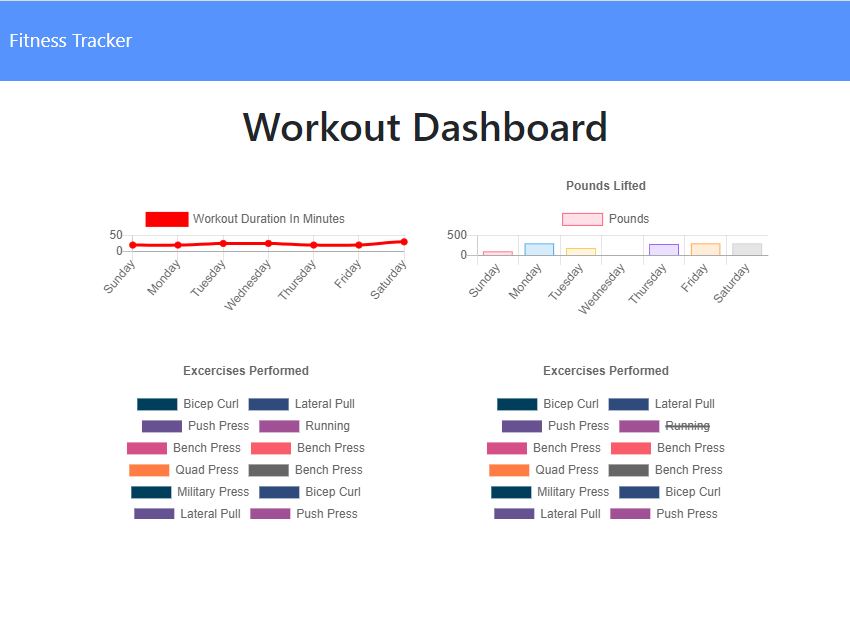 Fitness Tracker
Workout Dashboard
Workout Duration In Minutes
50
0
Sunday
Monday
Tuesday
Wednesday
Thursday
Friday
Saturday
Pounds Lifted
Pounds
500
0
Sunday
Monday
Tuesday
Wednesday
Thursday
Friday
Saturday
Excercises Performed
Bicep Curl Lateral Pull
Push Press Running
Bench Press Bench Press
Quad Press Bench Press
Military Press Bicep Curl
Lateral Pull Push Press
Excercises Performed
Bicep Curl Lateral Pull
Push Press Running
Bench Press Bench Press
Quad Press Bench Press
Military Press Bicep Curl
Lateral Pull Push Press